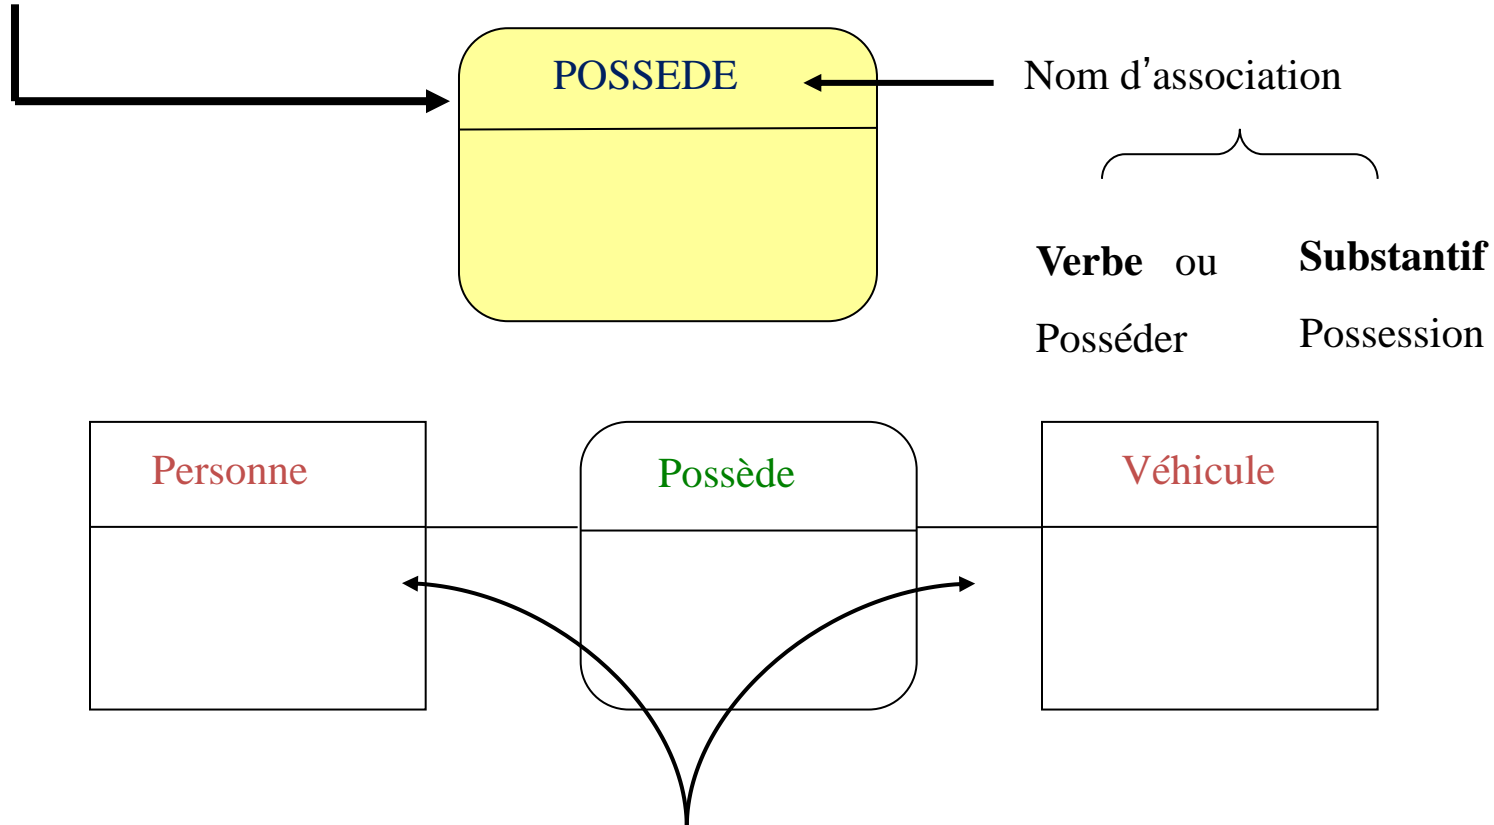 POSSEDE
Nom d’association
Verbe ou Substantif
Posséder Possession
Personne Possède Véhicule